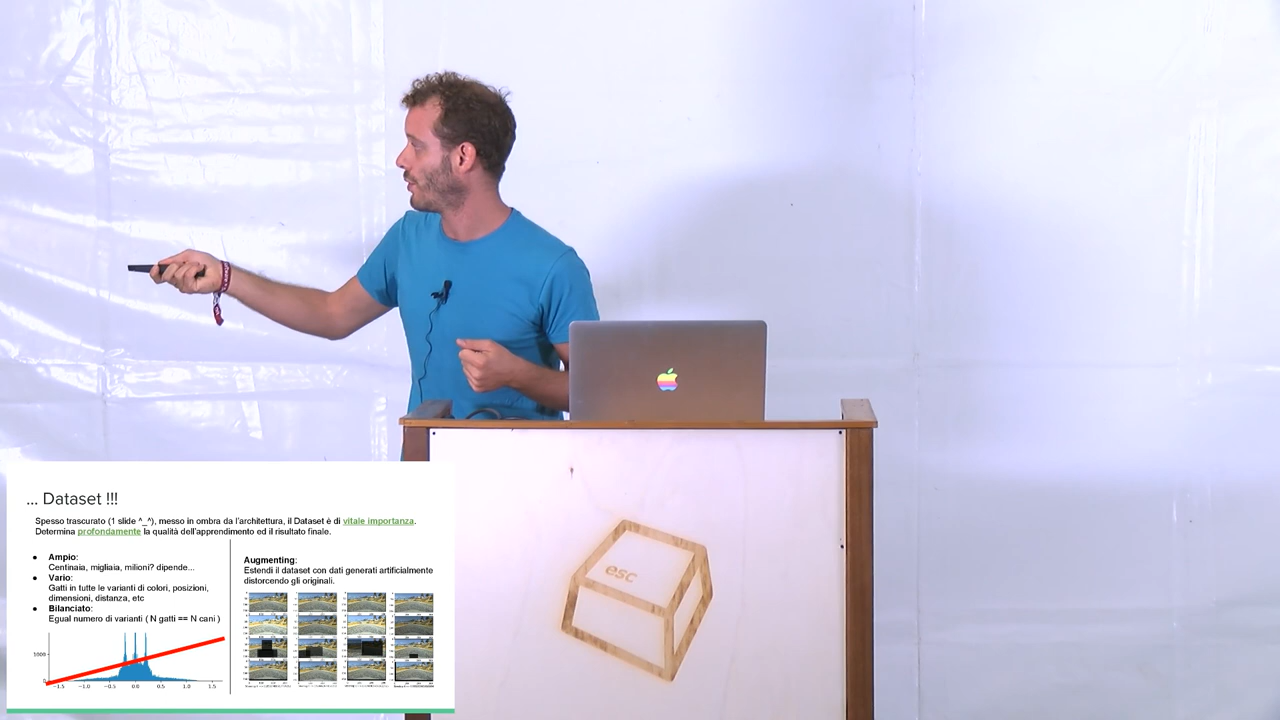 esc
... Dataset !!!
Spesso trascurato (1 slide ^_^), messo in ombra da l'architettura, il Dataset è di vitale importanza.
Determina profondamente la qualità dell'apprendimento ed il risultato finale.
● Ampio:
Centinaia, migliaia, milioni? dipende...
● Vario:
Gatti in tutte le varianti di colori, posizioni,
dimensioni, distanza, etc
● Bilanciato:
Egual numero di varianti ( N gatti == N cani )
1000
0
−1.5 −1.0 −0.5 0.0 0.5 1.0 1.5
Augmenting:
Estendi il dataset con dati generati artificialmente
distorcendo gli originali.